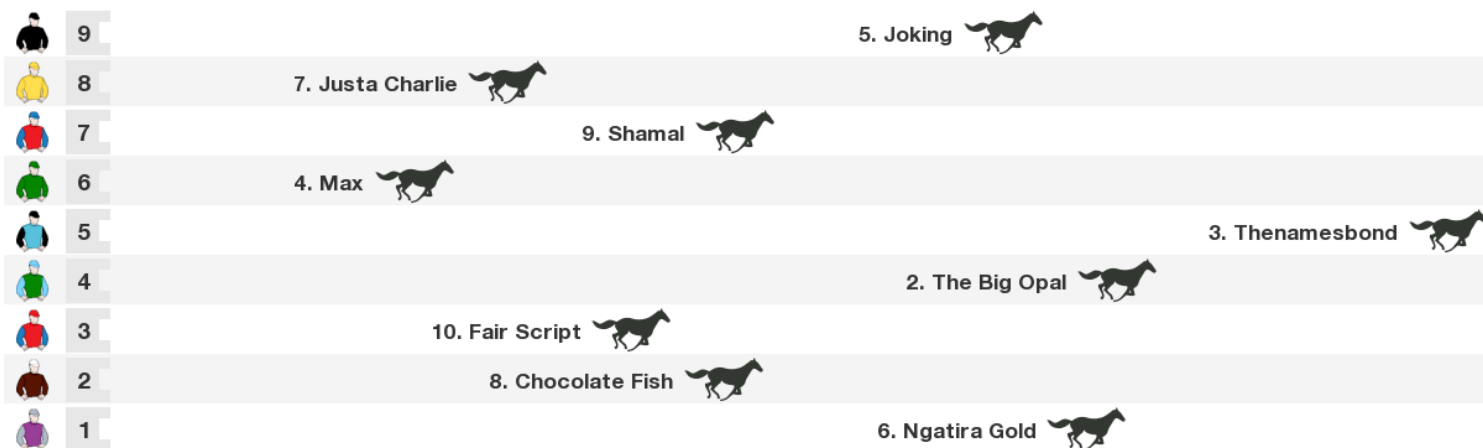 9 5. Joking
8 7. Justa Charlie
7 9. Shamal
6 4. Max
5 3. Thenamesbond
4 2. The Big Opal
3 10. Fair Script
2 8. Chocolate Fish
1 6. Ngatira Gold